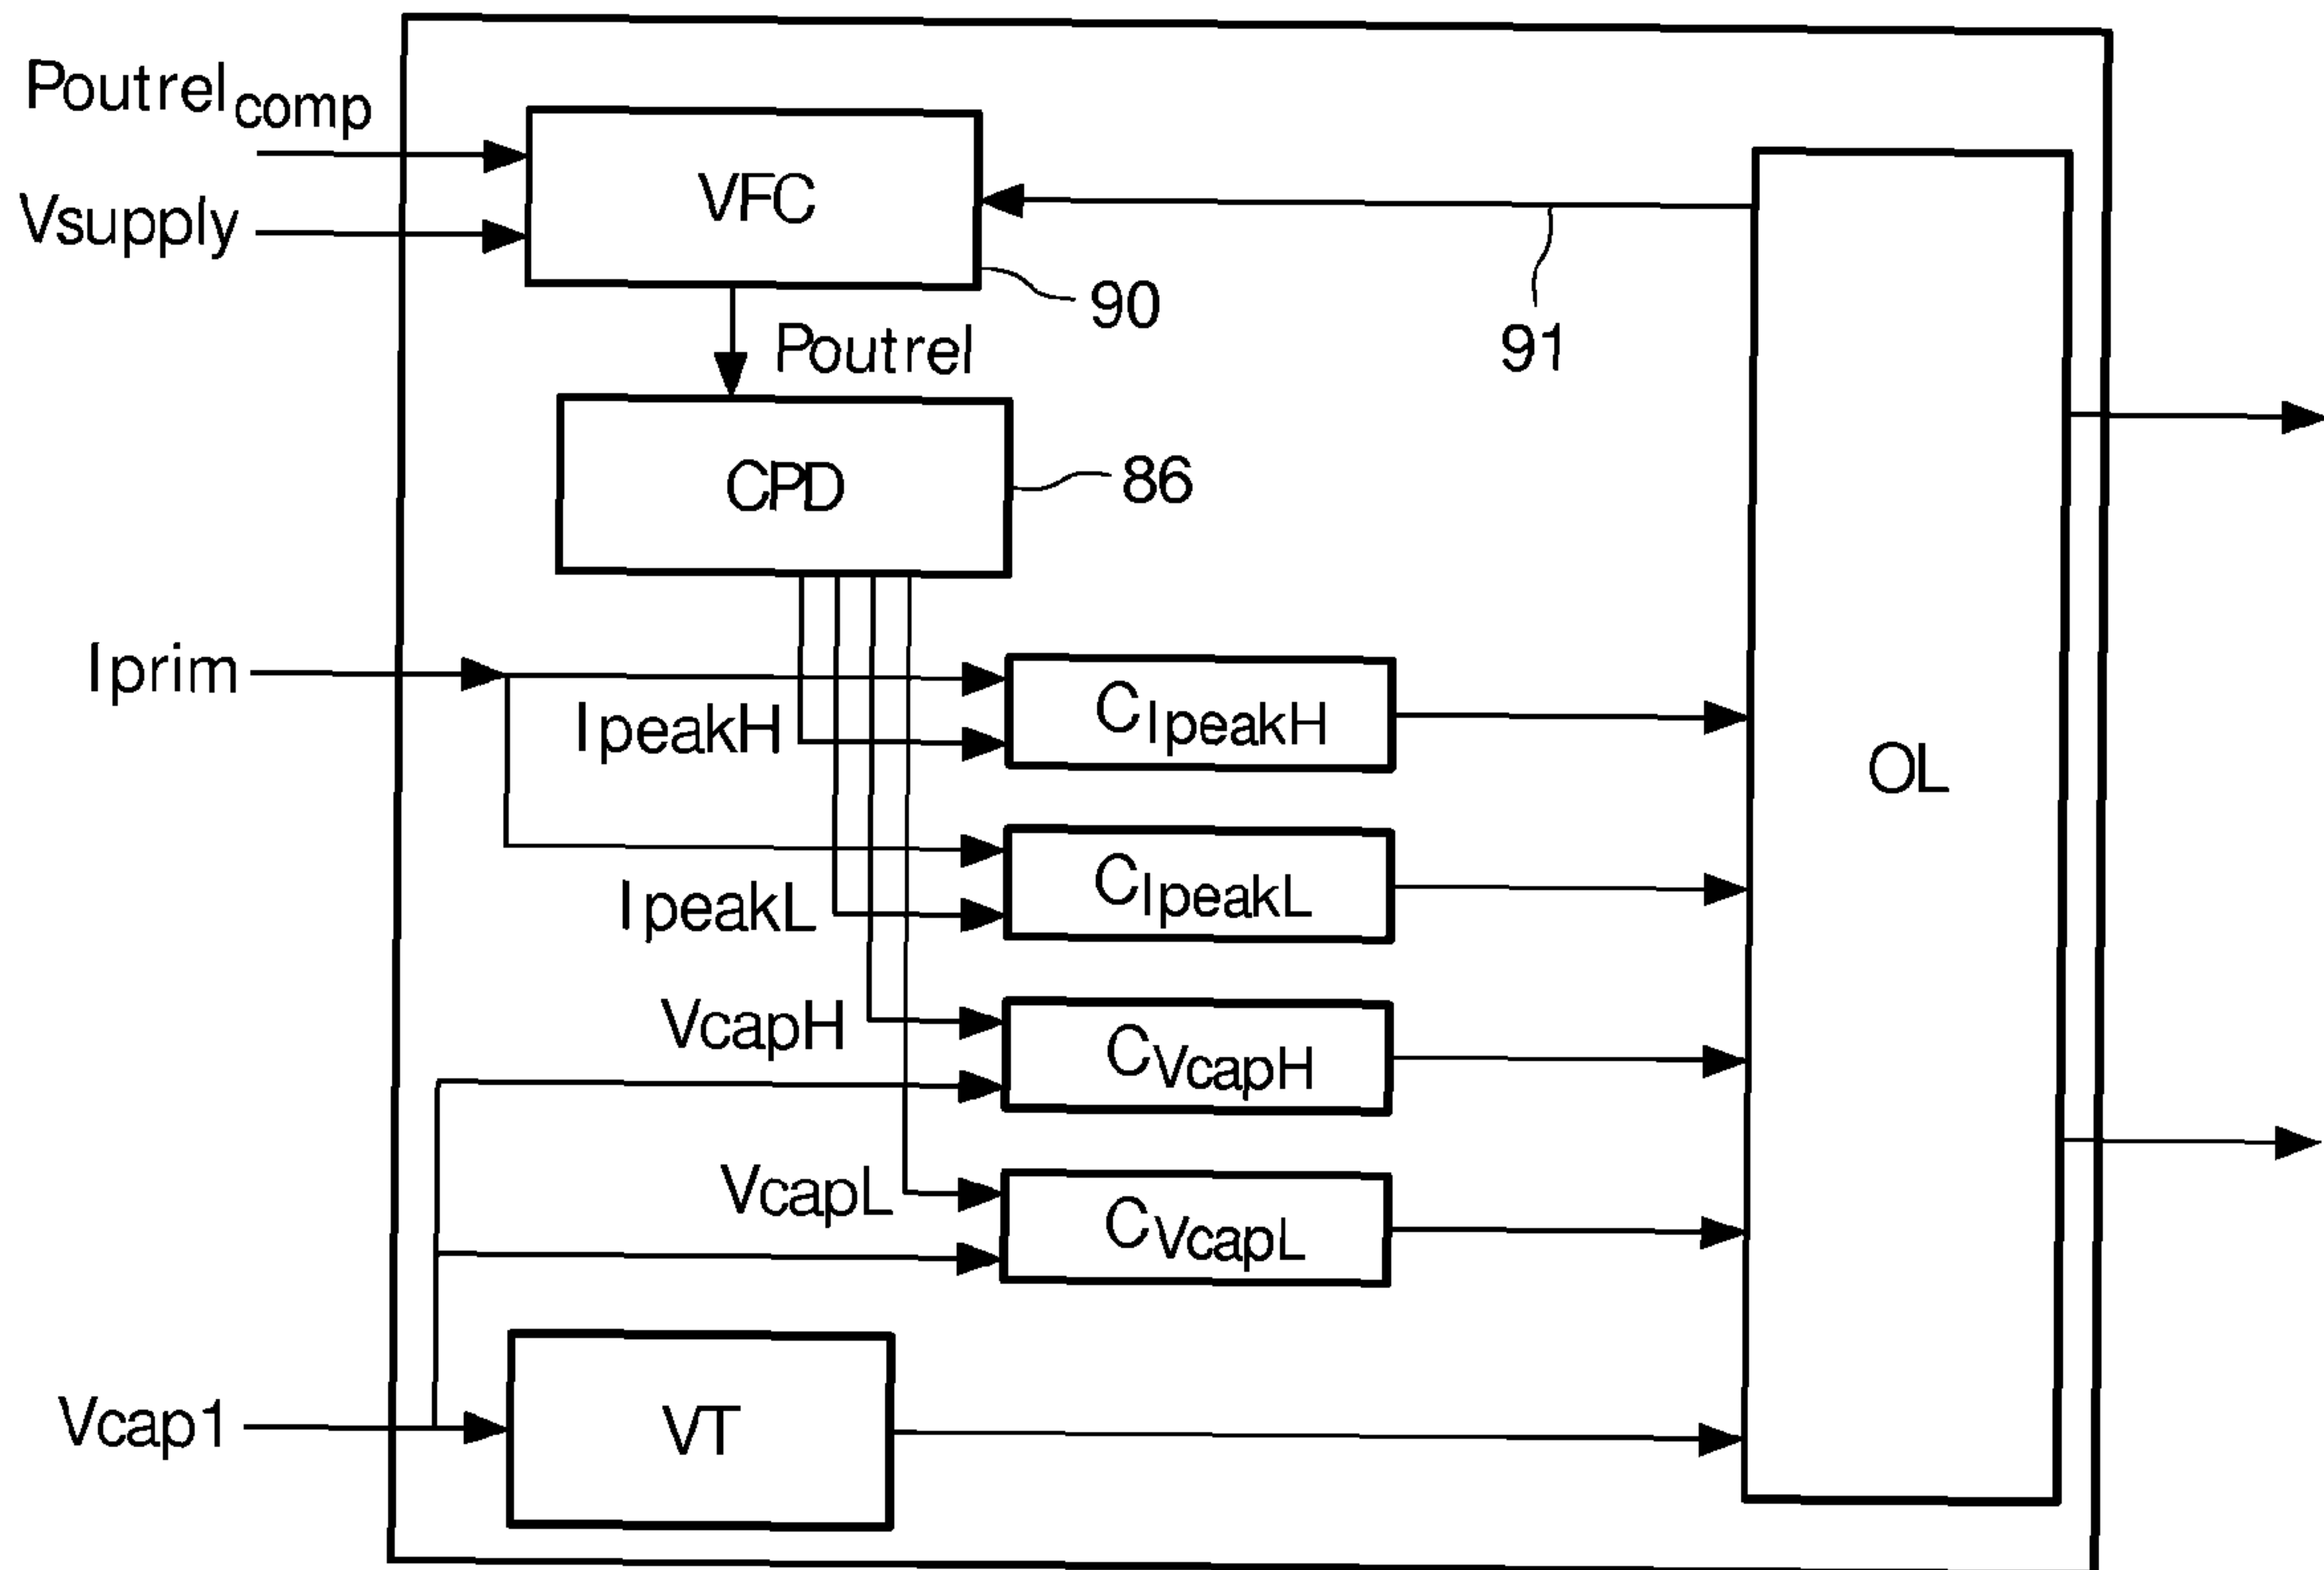 Poutrelcomp
Vsupply
VFC
90
91
Poutrel
CPD
86
Iprim
IpeakH
CIpeakH
OL
IpeakL
CIpeakL
VcapH
CVcapH
VcapL
CVcapL
Vcap1
VT